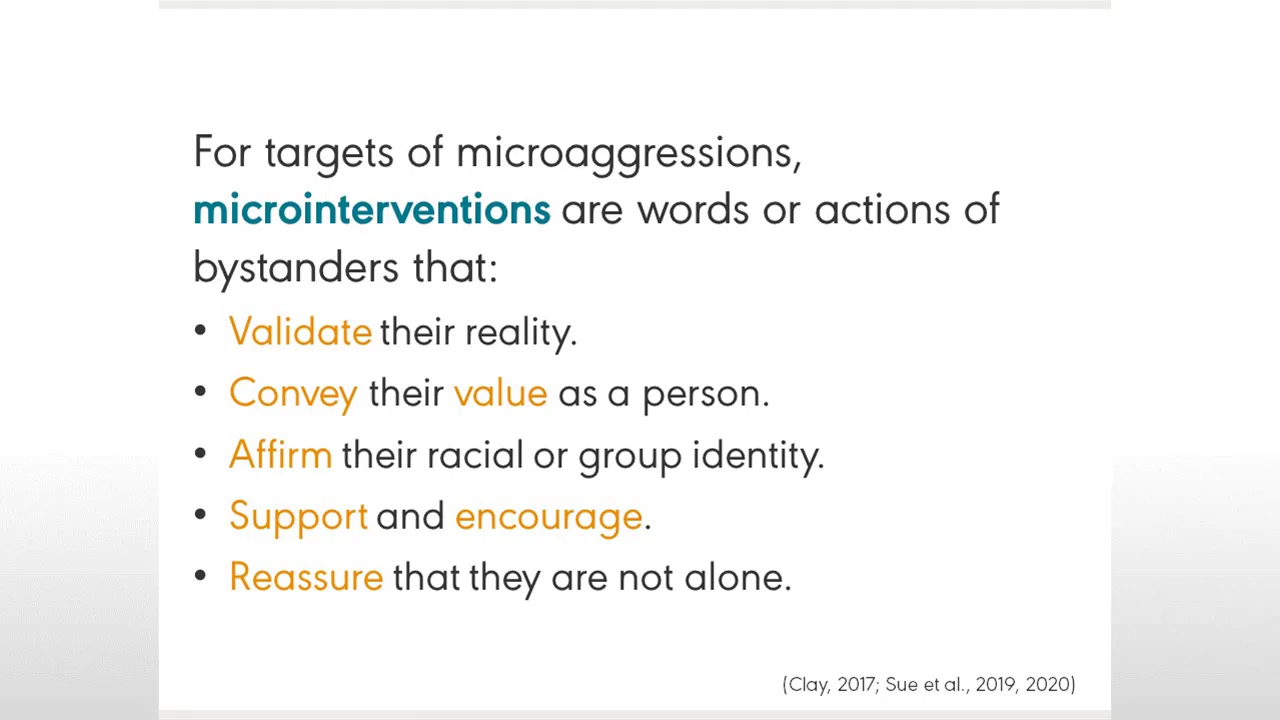 For targets of microaggressions,
microinterventions are words or actions of
bystanders that:
• Validate their reality.
• Convey their value as a person.
• Affirm their racial or group identity.
• Support and encourage.
• Reassure that they are not alone.
(Clay, 2017; Sue et al., 2019, 2020)